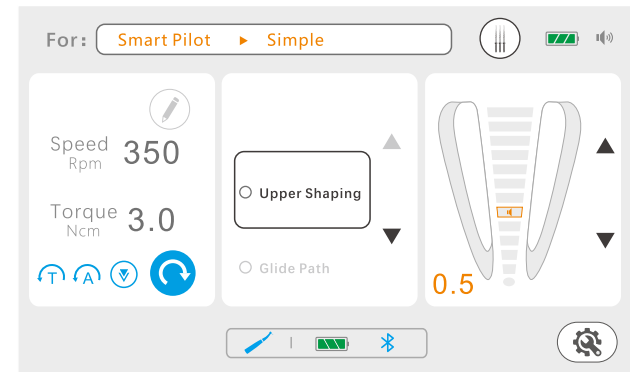 For: Smart Pilot ▸ Simple
Speed
Rpm
350
Torque
Ncm
3.0
T A
Upper Shaping
Glide Path
0.5